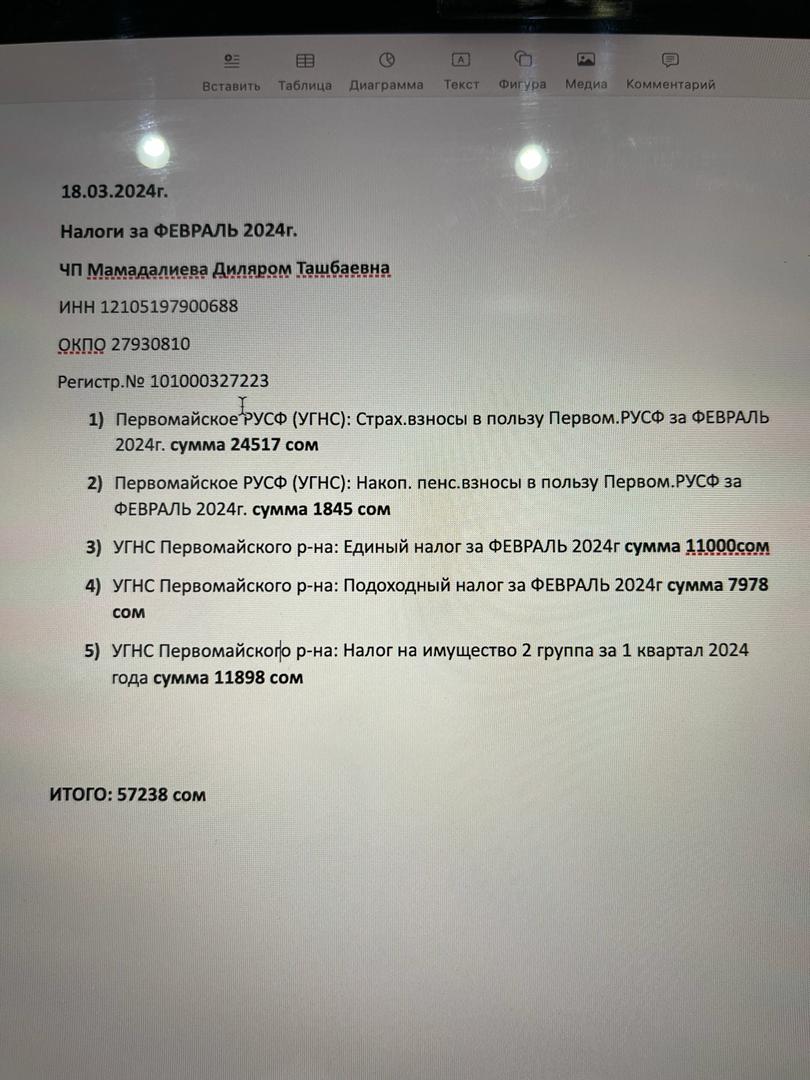 Вставить Таблица Диаграмма Текст Фигура Медиа Комментарий
18.03.2024г.
Налоги за ФЕВРАЛЬ 2024г.
ЧП Мамадалиева Диляром Ташбаевна
ИНН 12105197900688
ОКПО 27930810
Регистр.№ 101000327223
1) Первомайское РУСФ (УГНС): Страх.взносы в пользу Первом.РУСФ за ФЕВРАЛЬ
2024г. сумма 24517 сом
2) Первомайское РУСФ (УГНС): Накоп. пенс.взносы в пользу Первом.РУСФ за
ФЕВРАЛЬ 2024г. сумма 1845 сом
3) УГНС Первомайского р-на: Единый налог за ФЕВРАЛЬ 2024г сумма 11000сом
4) УГНС Первомайского р-на: Подоходный налог за ФЕВРАЛЬ 2024г сумма 7978
сом
5) УГНС Первомайского р-на: Налог на имущество 2 группа за 1 квартал 2024
года сумма 11898 сом
ИТОГО: 57238 сом